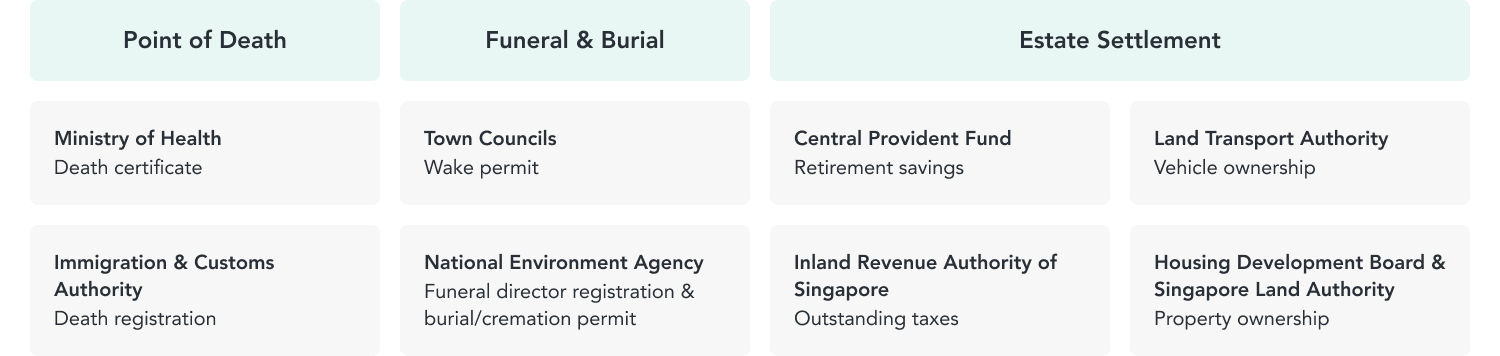 Point of Death
Funeral & Burial
Estate Settlement
Ministry of Health
Death certificate
Town Councils
Wake permit
Central Provident Fund
Retirement savings
Land Transport Authority
Vehicle ownership
Immigration & Customs
Authority
Death registration
National Environment Agency
Funeral director registration &
burial/cremation permit
Inland Revenue Authority of
Singapore
Outstanding taxes
Housing Development Board &
Singapore Land Authority
Property ownership